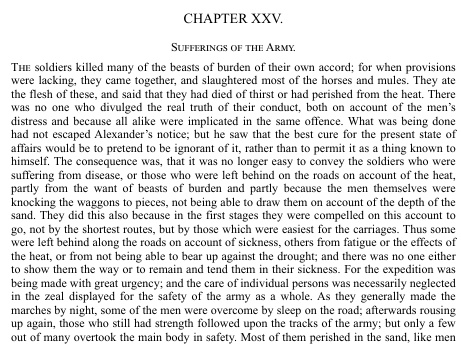 CHAPTER XXV.
Sufferings of the Army.
The soldiers killed many of the beasts of burden of their own accord; for when provisions
were lacking, they came together, and slaughtered most of the horses and mules. They ate
the flesh of these, and said that they had died of thirst or had perished from the heat. There
was no one who divulged the real truth of their conduct, both on account of the men's
distress and because all alike were implicated in the same offence. What was being done
had not escaped Alexander's notice; but he saw that the best cure for the present state of
affairs would be to pretend to be ignorant of it, rather than to permit it as a thing known to
himself. The consequence was, that it was no longer easy to convey the soldiers who were
suffering from disease, or those who were left behind on the roads on account of the heat,
partly from the want of beasts of burden and partly because the men themselves were
knocking the waggons to pieces, not being able to draw them on account of the depth of the
sand. They did this also because in the first stages they were compelled on this account to
go, not by the shortest routes, but by those which were easiest for the carriages. Thus some
were left behind along the roads on account of sickness, others from fatigue or the effects of
the heat, or from not being able to bear up against the drought; and there was no one either
to show them the way or to remain and tend them in their sickness. For the expedition was
being made with great urgency; and the care of individual persons was necessarily neglected
in the zeal displayed for the safety of the army as a whole. As they generally made the
marches by night, some of the men were overcome by sleep on the road; afterwards rousing
up again, those who still had strength followed upon the tracks of the army; but only a few
out of many overtook the main body in safety. Most of them perished in the sand, like men